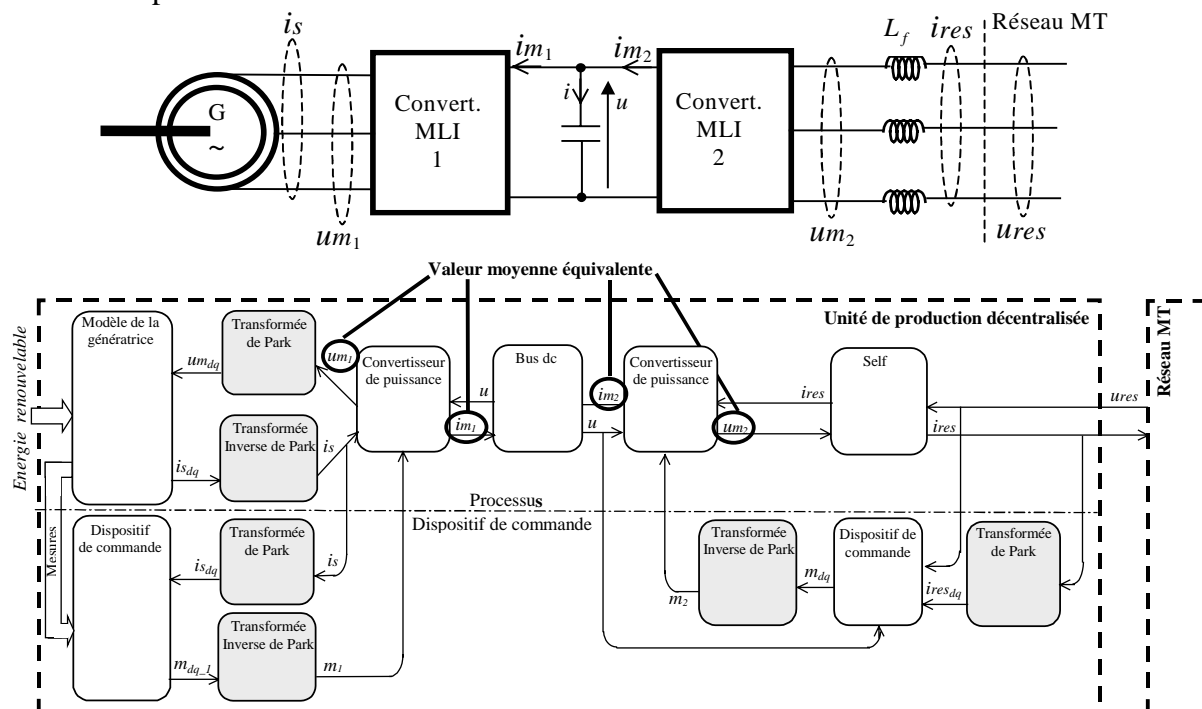 is
im1
im2
Lf
ires
Réseau MT
G
~
Convert.
MLI
1
i
u
Convert.
MLI
2
um1
um2
ures
Valeur moyenne équivalente
Unité de production décentralisée
Réseau MT
Energie renouvelable
Modèle de la
génératrice
umdq
Transformée
de Park
um1
Convertisseur
de puissance
u
Bus dc
im2
Convertisseur
de puissance
ires
Self
ures
isdq
Transformée
Inverse de Park
is
im1
u
um2
ires
Processus
Dispositif de commande
Mesures
Dispositif
de commande
isdq
Transformée
de Park
is
mdq_1
Transformée
Inverse de Park
m1
m2
Transformée
Inverse de Park
mdq
Dispositif de
commande
iresdq
Transformée
de Park